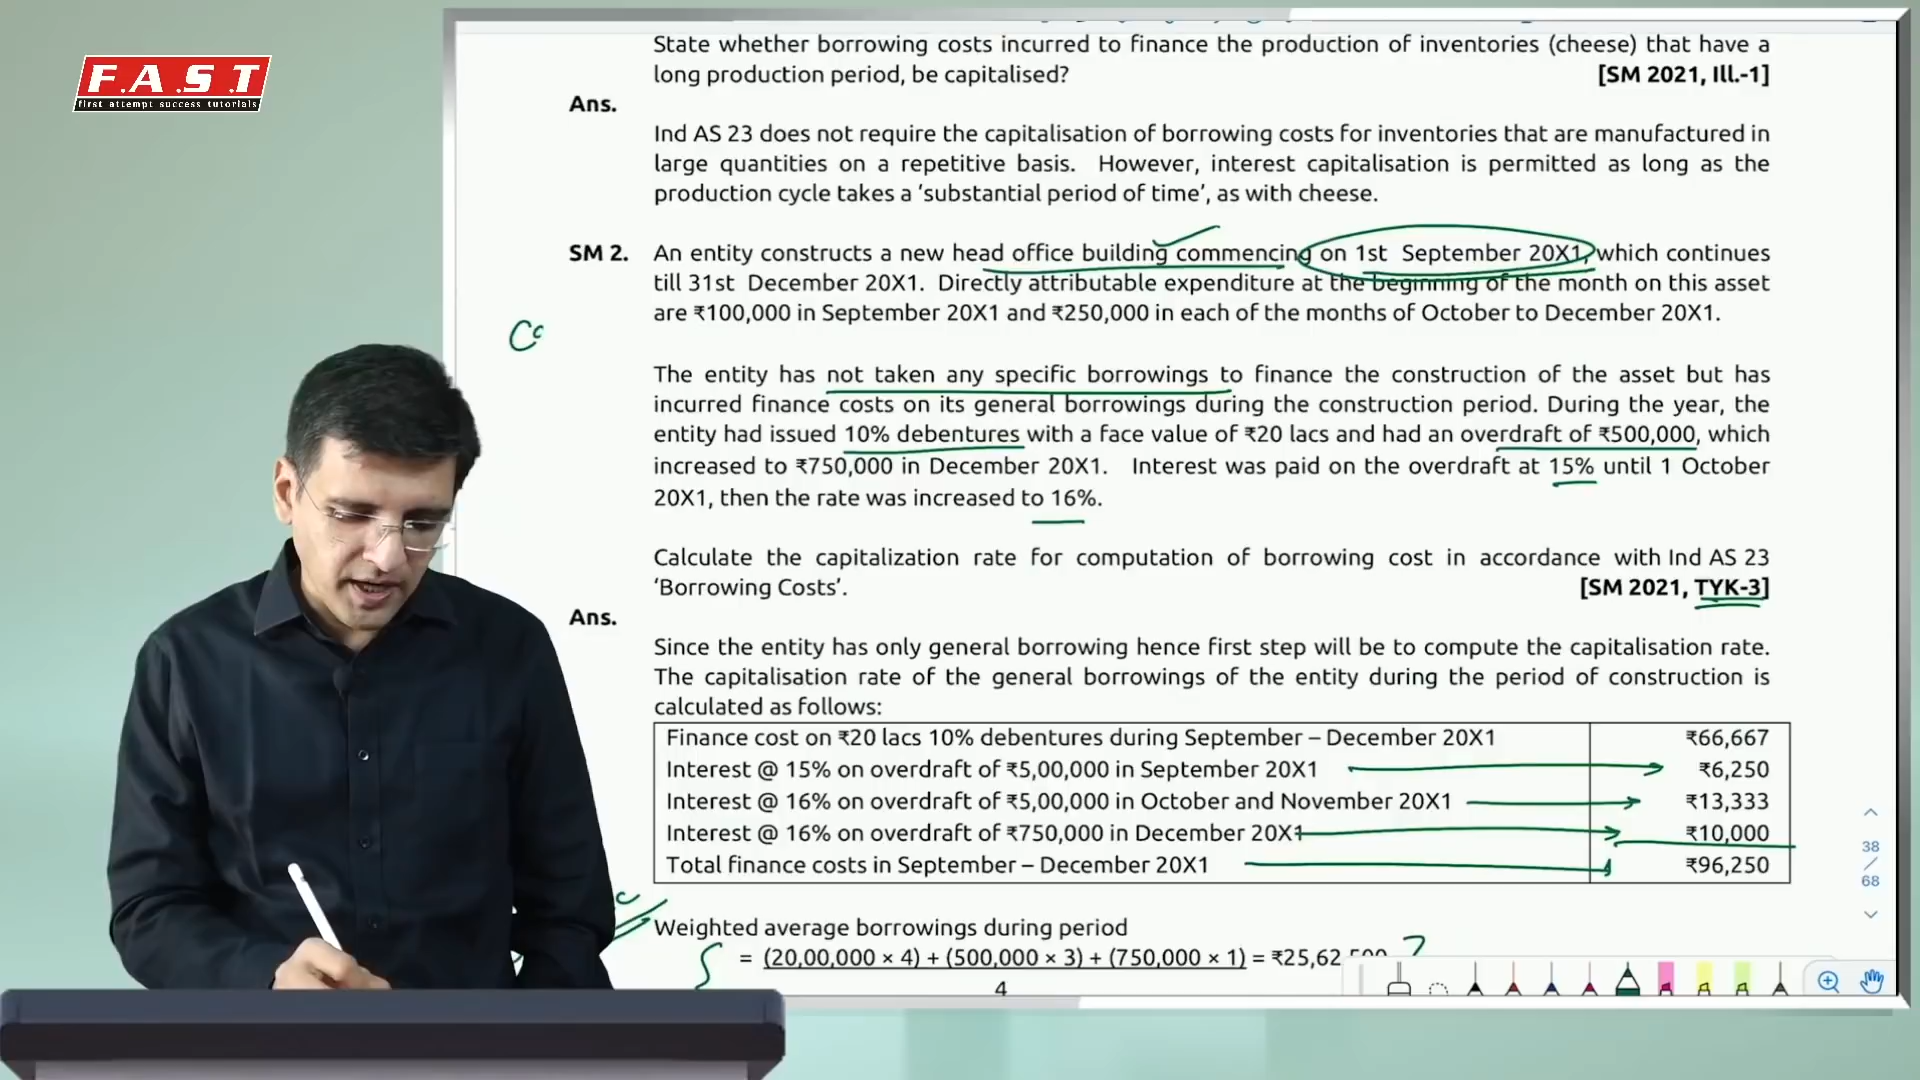 F.A.S.T
first attempt success tutorials
State whether borrowing costs incurred to finance the production of inventories (cheese) that have a
long production period, be capitalised? [SM 2021, Ill.-1]
Ans.
Ind AS 23 does not require the capitalisation of borrowing costs for inventories that are manufactured in
large quantities on a repetitive basis. However, interest capitalisation is permitted as long as the
production cycle takes a ‘substantial period of time’, as with cheese.
SM 2. An entity constructs a new head office building commencing on 1st September 20X1, which continues
till 31st December 20X1. Directly attributable expenditure at the beginning of the month on this asset
are ₹100,000 in September 20X1 and ₹250,000 in each of the months of October to December 20X1.
The entity has not taken any specific borrowings to finance the construction of the asset but has
incurred finance costs on its general borrowings during the construction period. During the year, the
entity had issued 10% debentures with a face value of ₹20 lacs and had an overdraft of ₹500,000, which
increased to ₹750,000 in December 20X1. Interest was paid on the overdraft at 15% until 1 October
20X1, then the rate was increased to 16%.
Calculate the capitalization rate for computation of borrowing cost in accordance with Ind AS 23
‘Borrowing Costs’. [SM 2021, TYK-3]
Ans.
Since the entity has only general borrowing hence first step will be to compute the capitalisation rate.
The capitalisation rate of the general borrowings of the entity during the period of construction is
calculated as follows:
Finance cost on ₹20 lacs 10% debentures during September – December 20X1 ₹66,667
Interest @ 15% on overdraft of ₹5,00,000 in September 20X1 ₹6,250
Interest @ 16% on overdraft of ₹5,00,000 in October and November 20X1 ₹13,333
Interest @ 16% on overdraft of ₹750,000 in December 20X1 ₹10,000
Total finance costs in September – December 20X1 ₹96,250
38
68
Weighted average borrowings during period
= (20,00,000 × 4) + (500,000 × 3) + (750,000 × 1) = ₹25,62,500
4